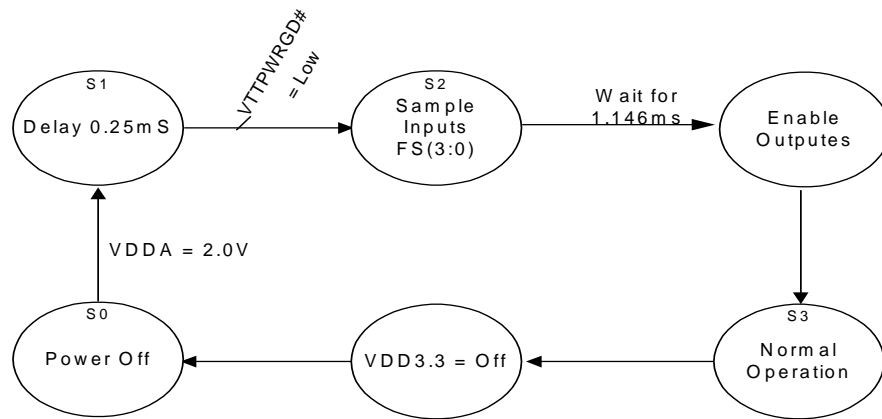 S1
Delay 0.25mS
VTTPWRGD#
= Low
S2
Sample
Inputs
FS(3:0)
Wait for
1.146ms
Enable
Outputes
VDDA = 2.0V
S0
Power Off
VDD3.3 = Off
S3
Normal
Operation